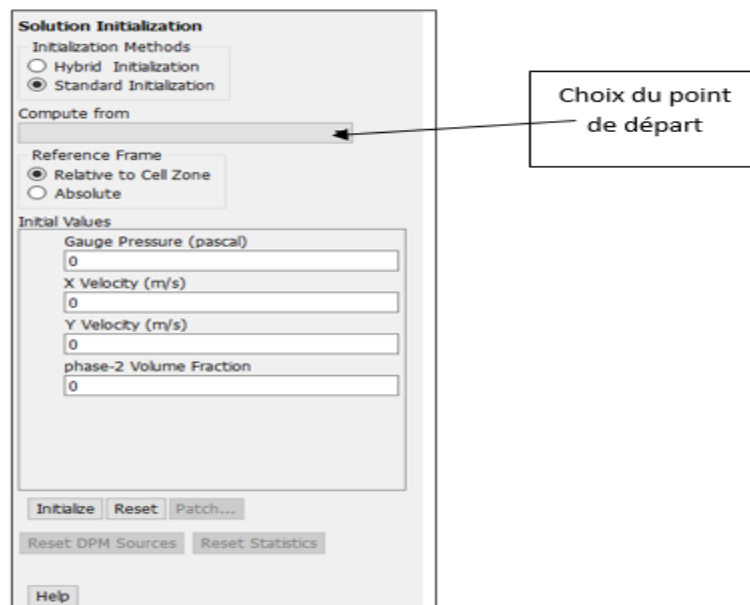 Solution Initialization
Initialization Methods
Hybrid Initialization
Standard Initialization
Compute from
Choix du point
de départ
Reference Frame
Relative to Cell Zone
Absolute
Initial Values
Gauge Pressure (pascal)
0
X Velocity (m/s)
0
Y Velocity (m/s)
0
phase-2 Volume Fraction
0
Initialize Reset Patch...
Reset DPM Sources Reset Statistics
Help